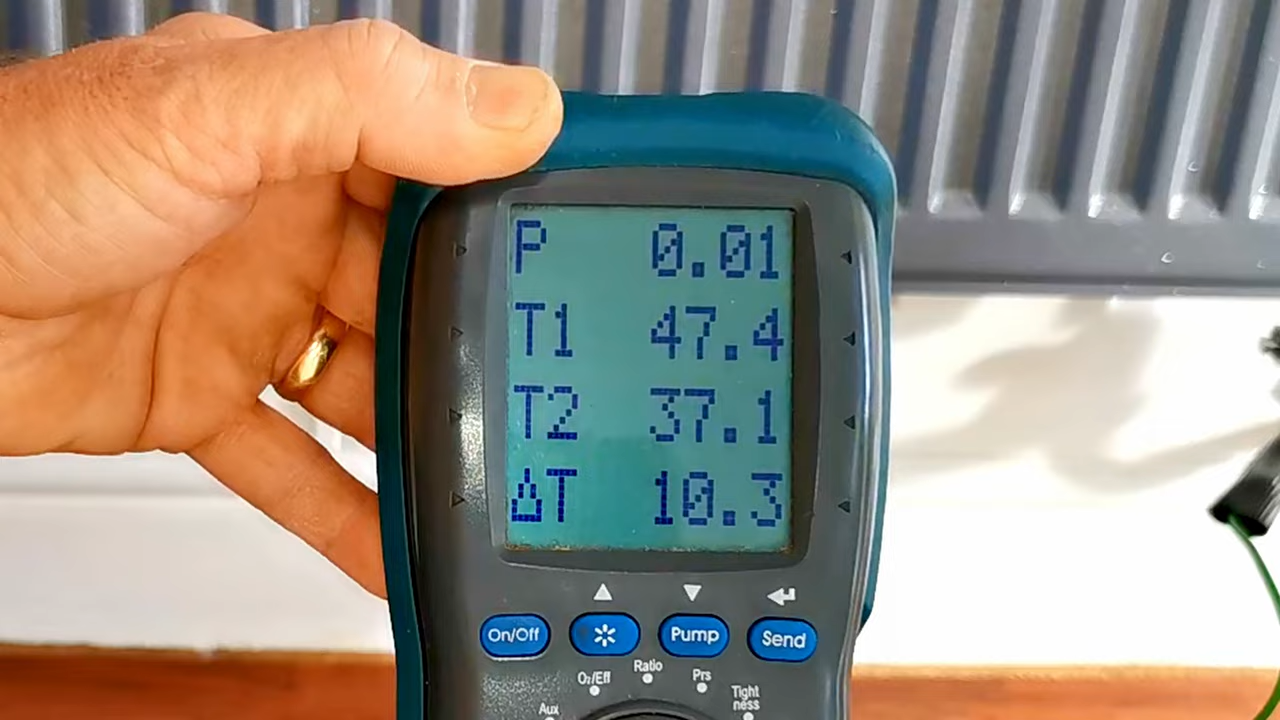 P 0.01
T1 47.4
T2 37.1
ΔT 10.3
On/Off Pump Send
O₂/Eff Ratio Prs
Aux Tight
ness